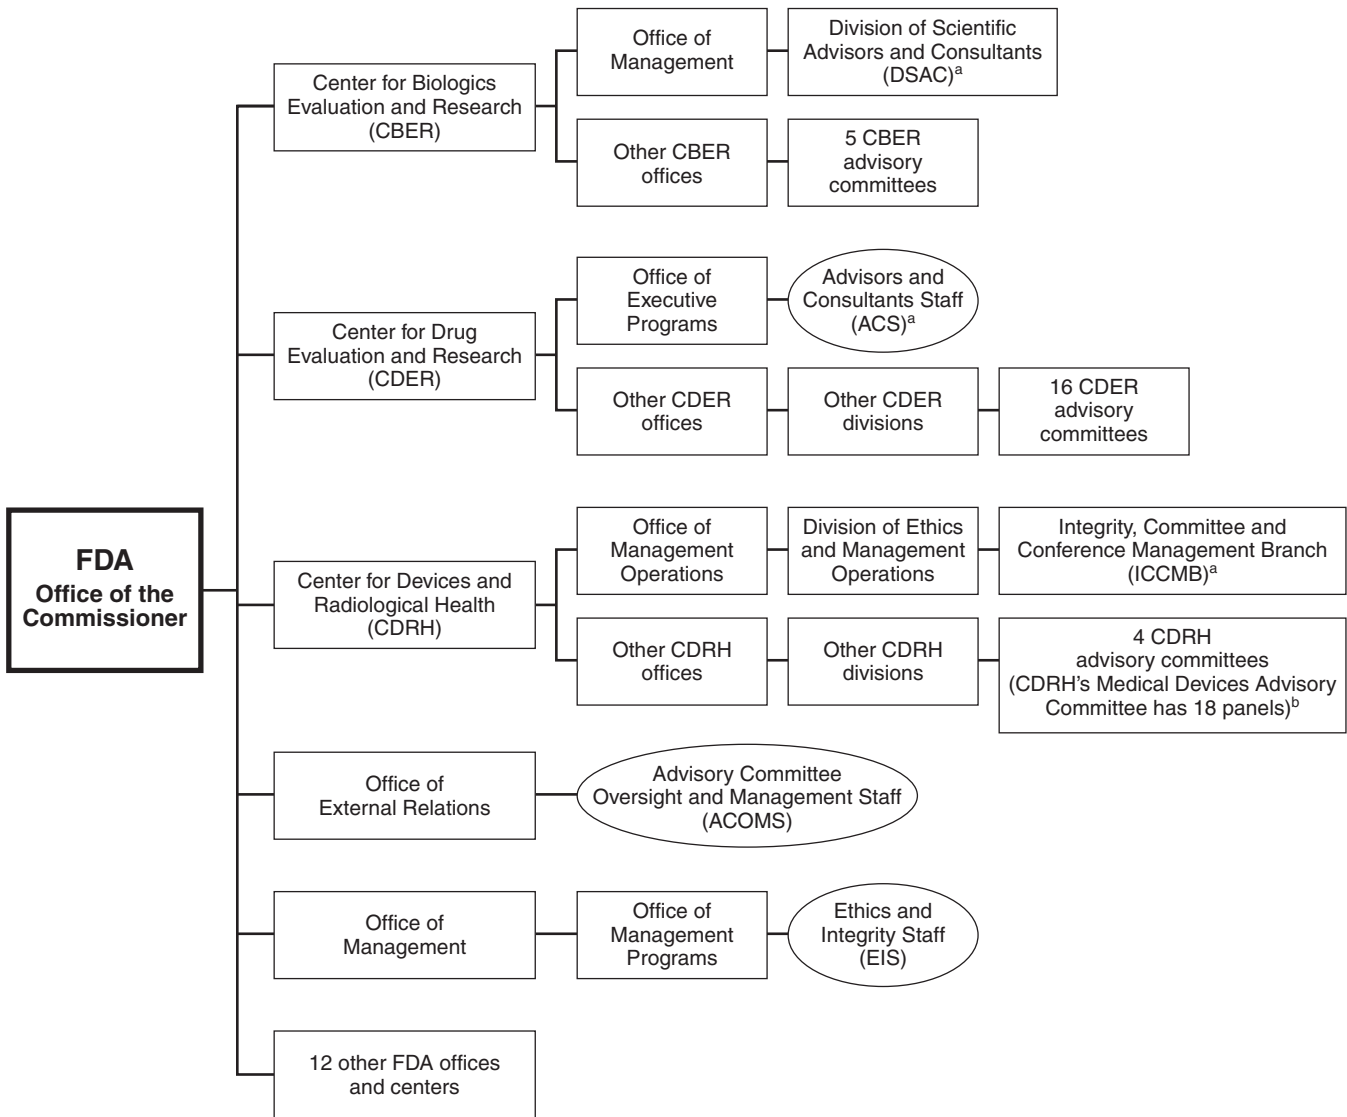 FDA
Office of the
Commissioner
Center for Biologics
Evaluation and Research
(CBER)
Office of
Management
Division of Scientific
Advisors and Consultants
(DSAC)a
Other CBER
offices
5 CBER
advisory
committees
Center for Drug
Evaluation and Research
(CDER)
Office of
Executive
Programs
Advisors and
Consultants Staff
(ACS)a
Other CDER
offices
Other CDER
divisions
16 CDER
advisory
committees
Center for Devices and
Radiological Health
(CDRH)
Office of
Management
Operations
Division of Ethics
and Management
Operations
Integrity, Committee and
Conference Management Branch
(ICCMB)a
Other CDRH
offices
Other CDRH
divisions
4 CDRH
advisory committees
(CDRH’s Medical Devices Advisory
Committee has 18 panels)b
Office of
External Relations
Advisory Committee
Oversight and Management Staff
(ACOMS)
Office of
Management
Office of
Management
Programs
Ethics and
Integrity Staff
(EIS)
12 other FDA offices
and centers